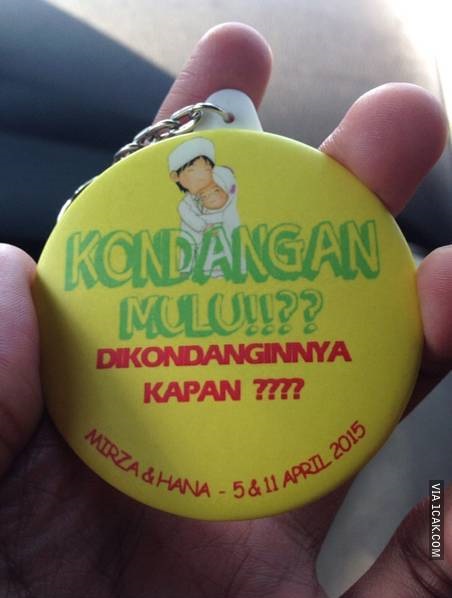 KONDANGAN
MULU!!??
DIKONDANGINNYA
KAPAN ????
MIRZA & HANA - 5 & 11 APRIL 2015
VIA 1CAK.COM